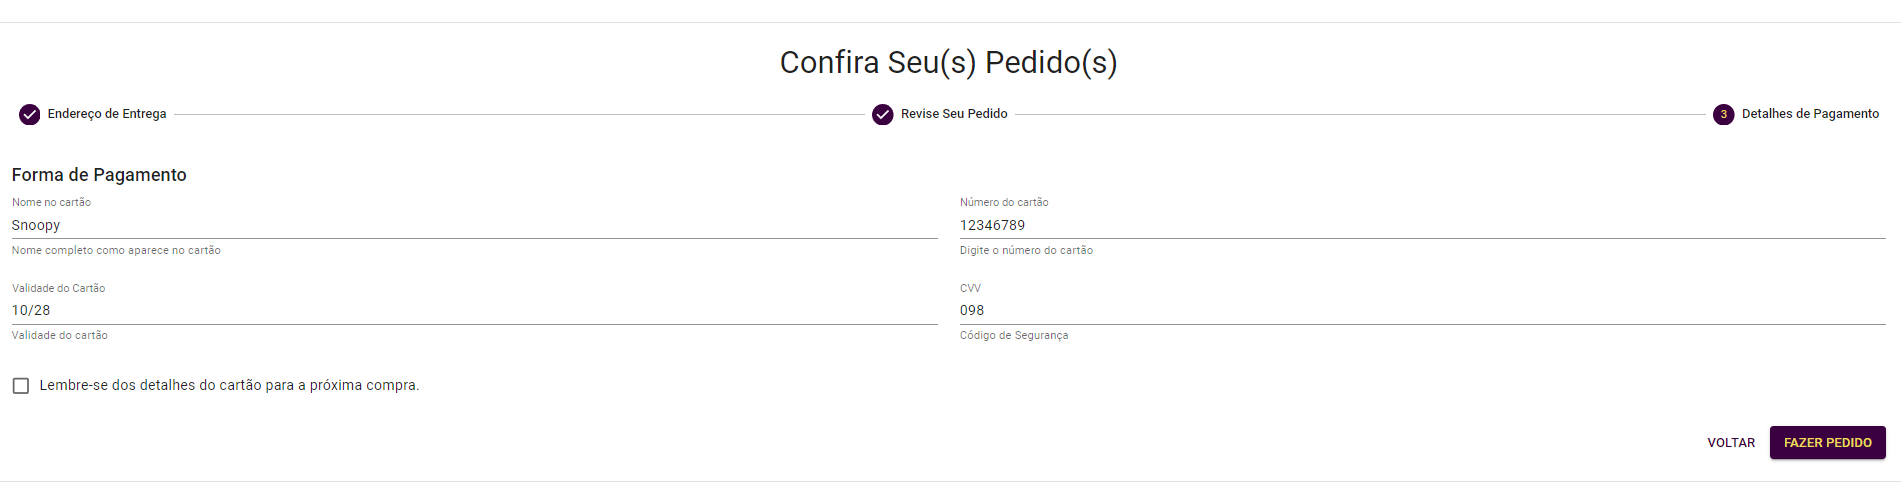 Confira Seu(s) Pedido(s)
Endereço de Entrega
Revise Seu Pedido
3 Detalhes de Pagamento
Forma de Pagamento
Nome no cartão
Snoopy
Nome completo como aparece no cartão
Número do cartão
12346789
Digite o número do cartão
Validade do Cartão
10/28
Validade do cartão
CVV
098
Código de Segurança
Lembre-se dos detalhes do cartão para a próxima compra.
VOLTAR
FAZER PEDIDO